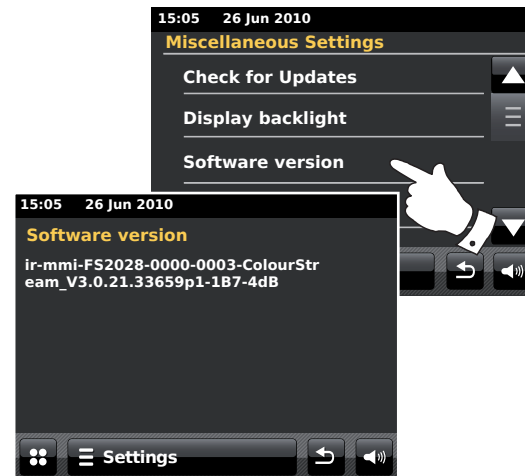 15:05 26 Jun 2010
Miscellaneous Settings
Check for Updates
Display backlight
Software version
15:05 26 Jun 2010
Software version
ir-mmi-FS2028-0000-0003-ColourStr
eam_V3.0.21.33659p1-1B7-4dB
Settings